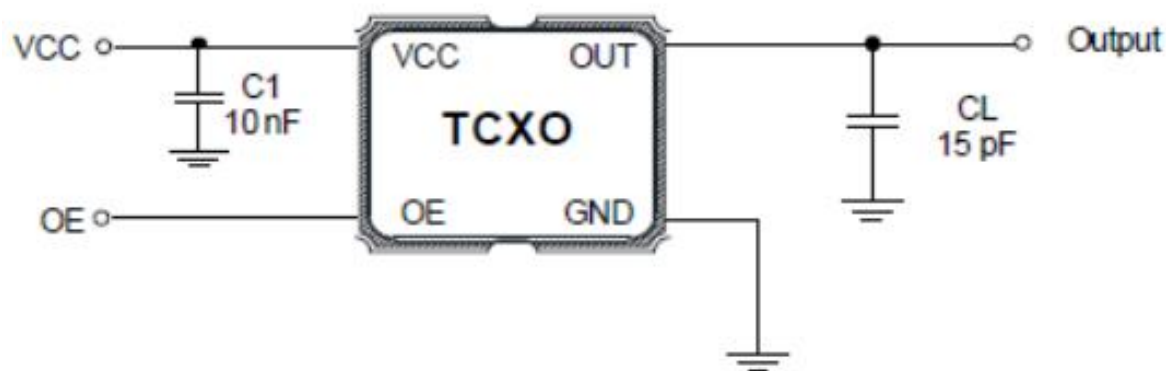 VCC
C1
10 nF
VCC
OUT
TCXO
OE
GND
OE
CL
15 pF
Output